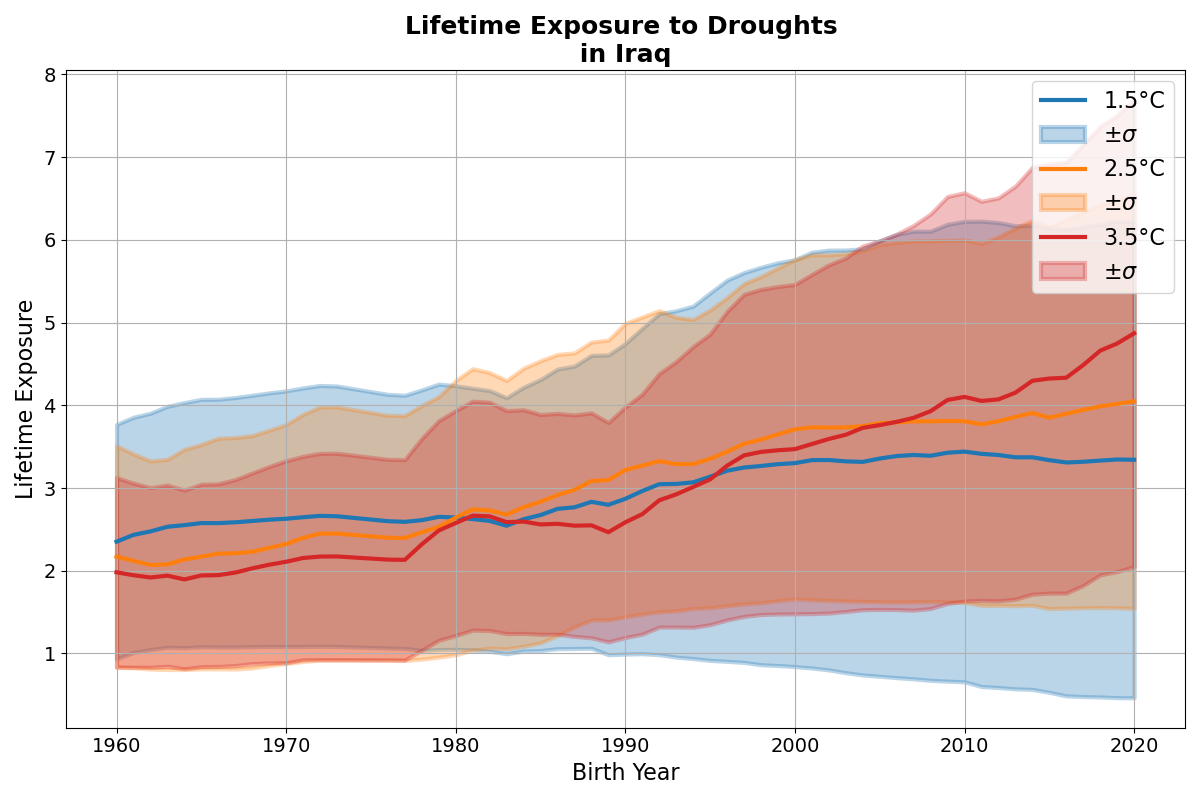 Lifetime Exposure to Droughts
in Iraq
8
7
6
5
4
3
2
1
Lifetime Exposure
1.5°C
±σ
2.5°C
±σ
3.5°C
±σ
1960 1970 1980 1990 2000 2010 2020
Birth Year